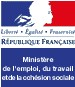 Liberté • Égalité • Fraternité
RÉPUBLIQUE FRANÇAISE
Ministère
de l'emploi, du travail
et de la cohésion sociale